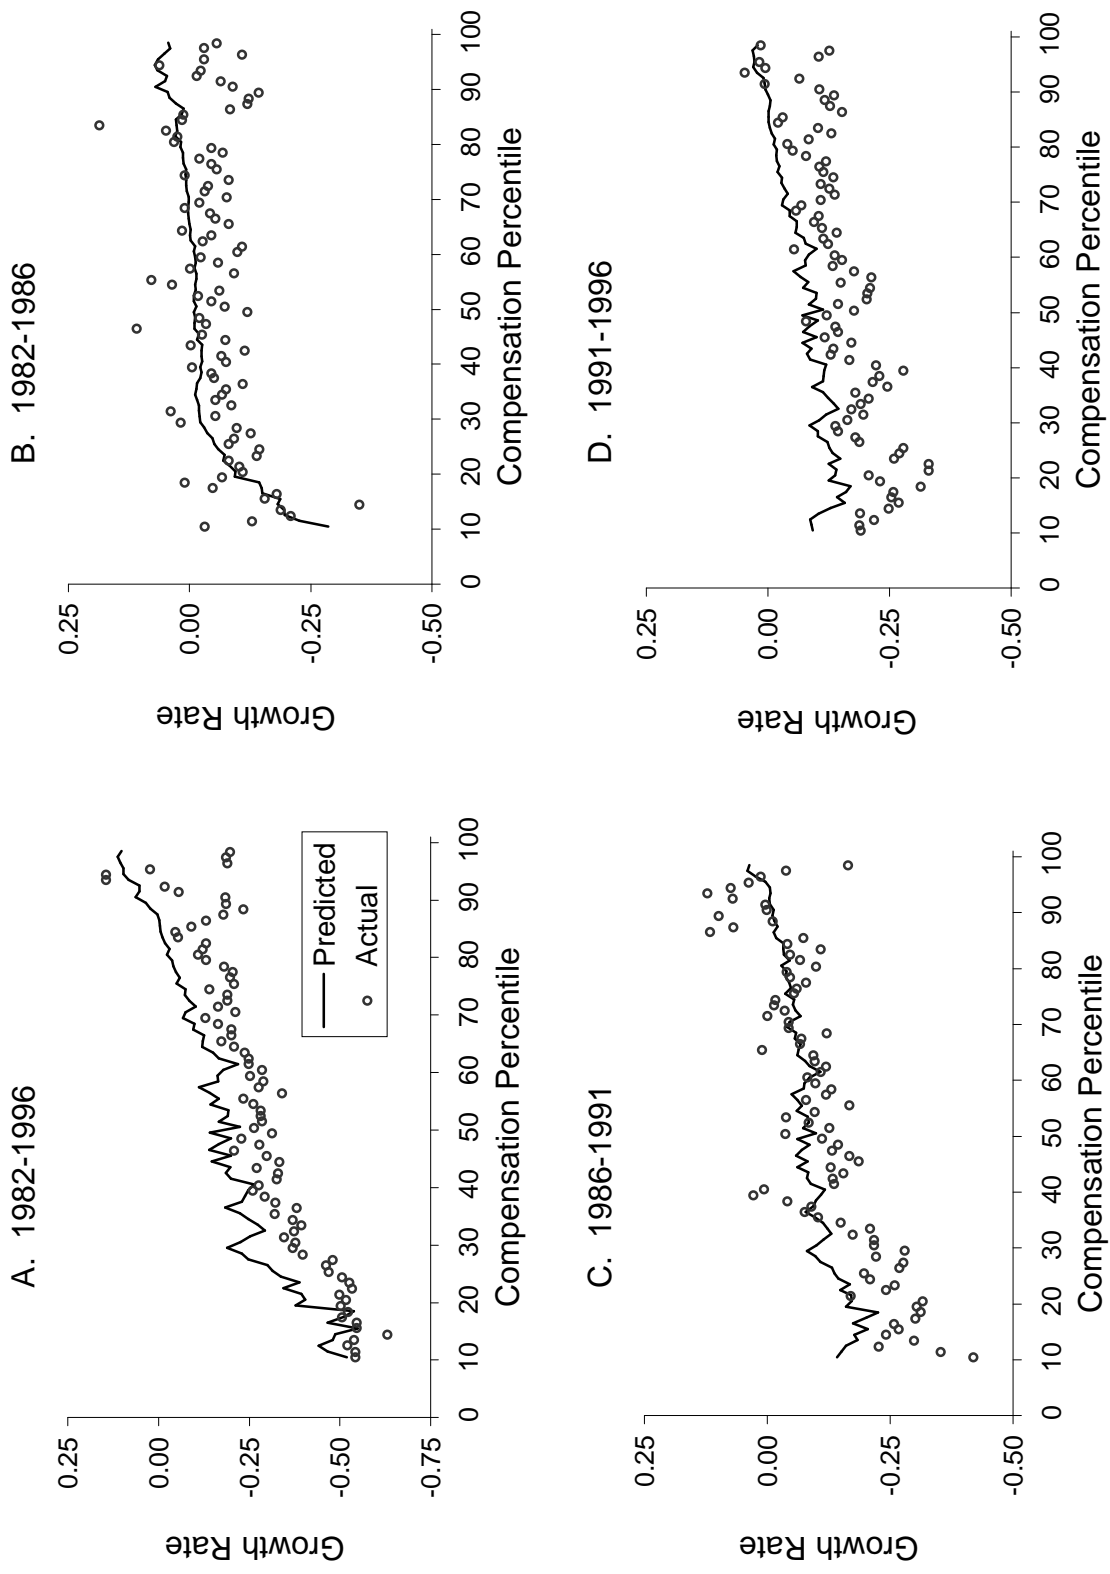 A. 1982-1996
Growth Rate
0.25
0.00
-0.25
-0.50
-0.75
0 10 20 30 40 50 60 70 80 90 100
Compensation Percentile
Predicted
Actual
B. 1982-1986
Growth Rate
0.25
0.00
-0.25
-0.50
0 10 20 30 40 50 60 70 80 90 100
Compensation Percentile
C. 1986-1991
Growth Rate
0.25
0.00
-0.25
-0.50
0 10 20 30 40 50 60 70 80 90 100
Compensation Percentile
D. 1991-1996
Growth Rate
0.25
0.00
-0.25
-0.50
0 10 20 30 40 50 60 70 80 90 100
Compensation Percentile